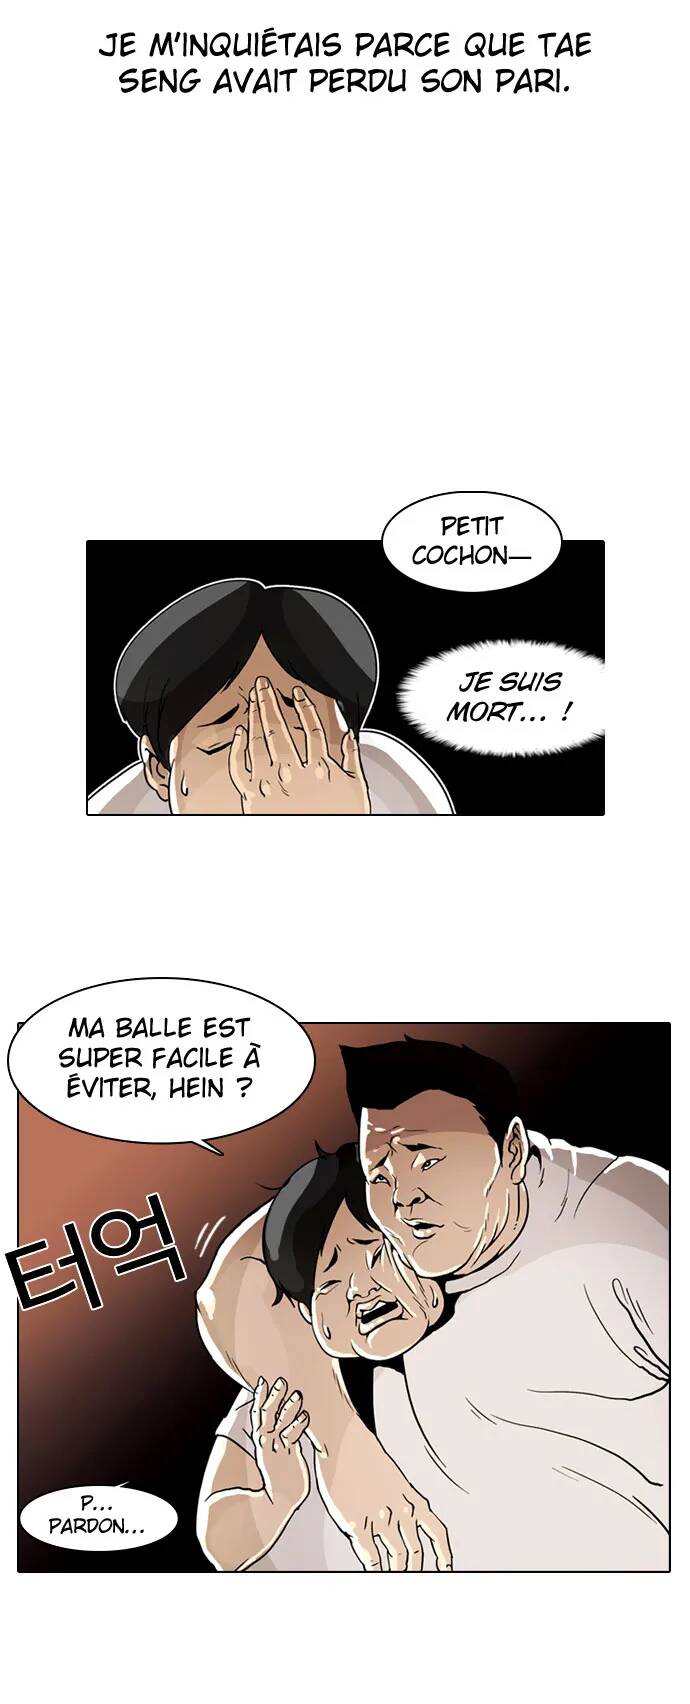 JE M'INQUIÉTAIS PARCE QUE TAE
SENG AVAIT PERDU SON PARI.
PETIT
COCHON—
JE SUIS
MORT... !
MA BALLE EST
SUPER FACILE À
ÉVITER, HEIN ?
터억
P...
PARDON...